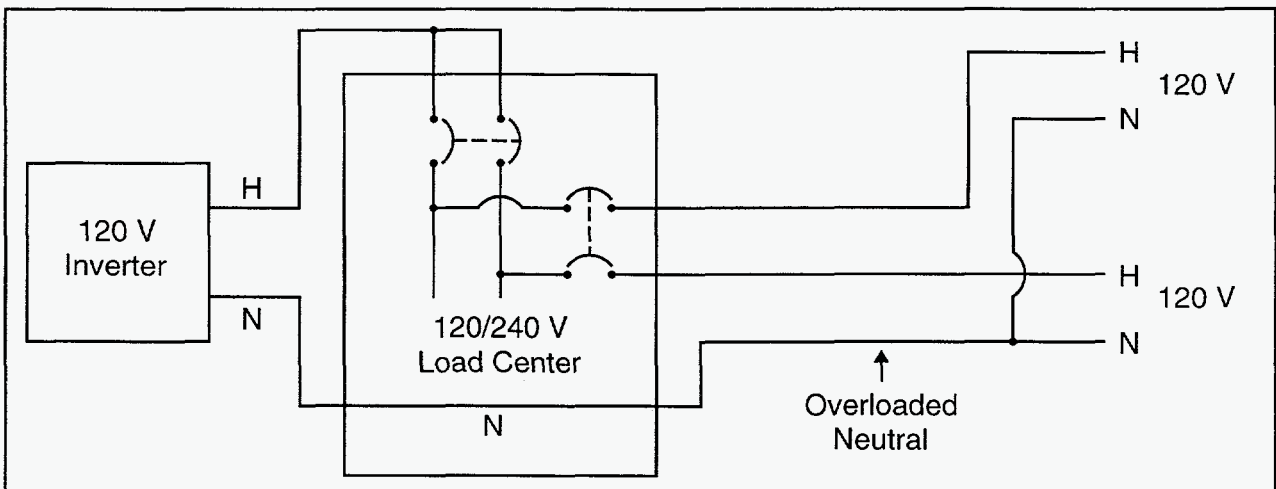 H
120 V
N
H
120 V
Inverter
N
120/240 V
Load Center
N
H
120 V
N
Overloaded
Neutral